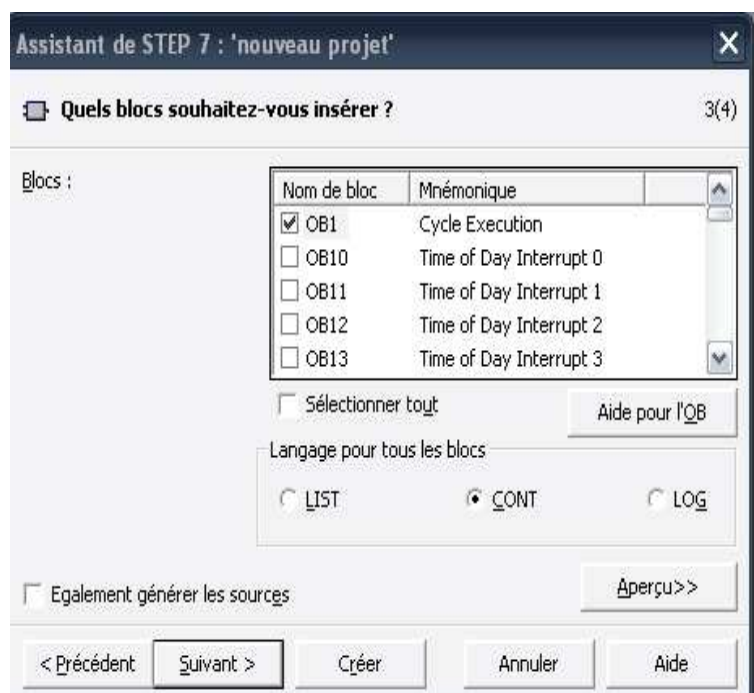 Assistant de STEP 7 : 'nouveau projet'
Quels blocs souhaitez-vous insérer ? 3(4)
Blocs :
Nom de bloc Mnémonique
OB1 Cycle Execution
OB10 Time of Day Interrupt 0
OB11 Time of Day Interrupt 1
OB12 Time of Day Interrupt 2
OB13 Time of Day Interrupt 3
Sélectionner tout Aide pour l'OB
Langage pour tous les blocs
LIST CONT LOG
Egalement générer les sources Aperçu>>
< Précédent Suivant > Créer Annuler Aide